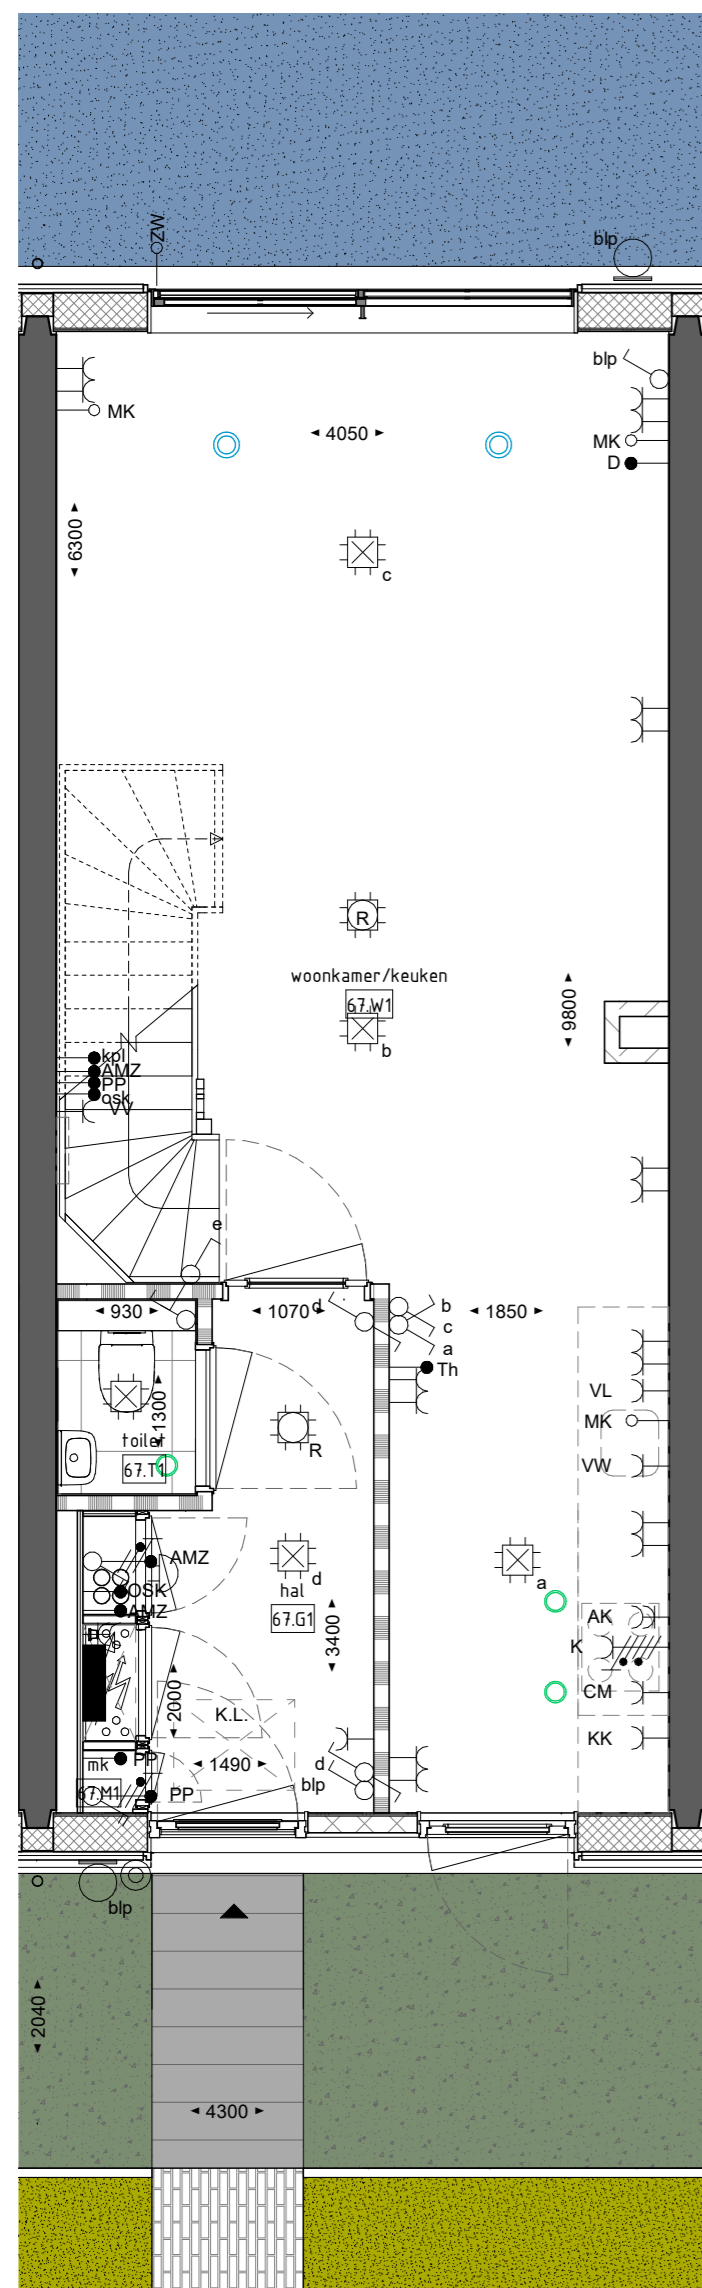 ZW
blp
blp
MK
4050
MK
D
6300
c
R
woonkamer/keuken
67.W1
9800
b
kpl
AMZ
PP
osk
VV
e
930
1070
d
b
c
a
1850
Th
VL
1300
MK
toilet
67.T1
R
VW
AMZ
OSK
AMZ
d
hal
67.G1
3400
a
AK
K
CM
2000
K.L.
KK
mk
PP
1490
d
67.M1
PP
blp
blp
2040
4300